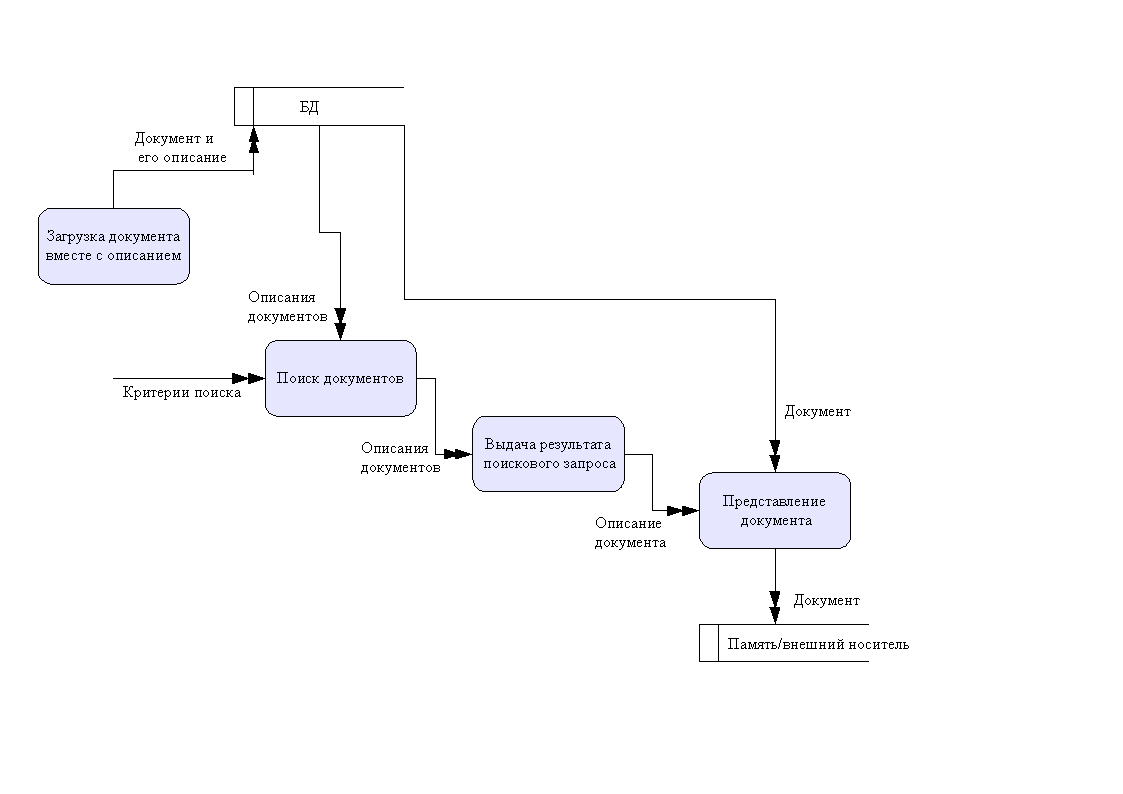 БД
Документ и
его описание
Загрузка документа
вместе с описанием
Описания
документов
Поиск документов
Критерии поиска
Описания
документов
Выдача результата
поискового запроса
Документ
Представление
документа
Описание
документа
Документ
Память/внешний носитель